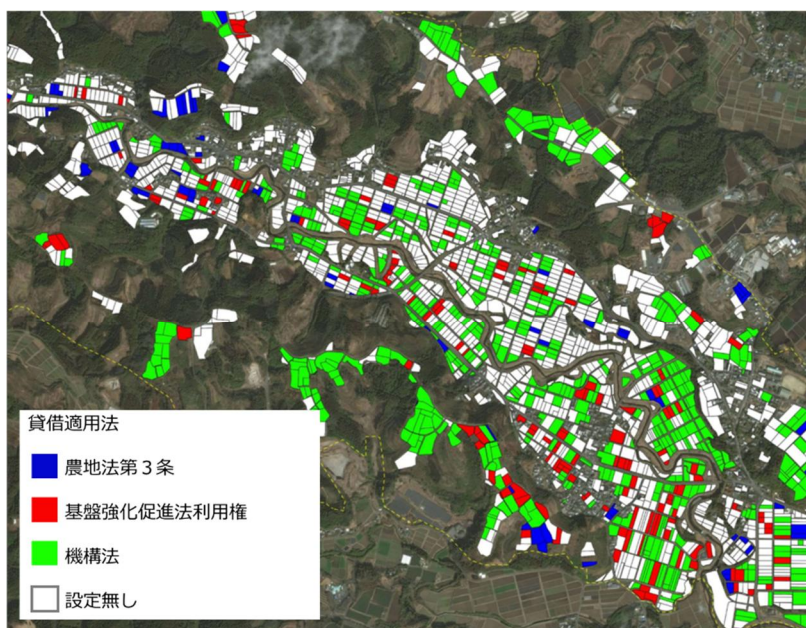 貸借適用法
農地法第３条
基盤強化促進法利用権
機構法
設定無し